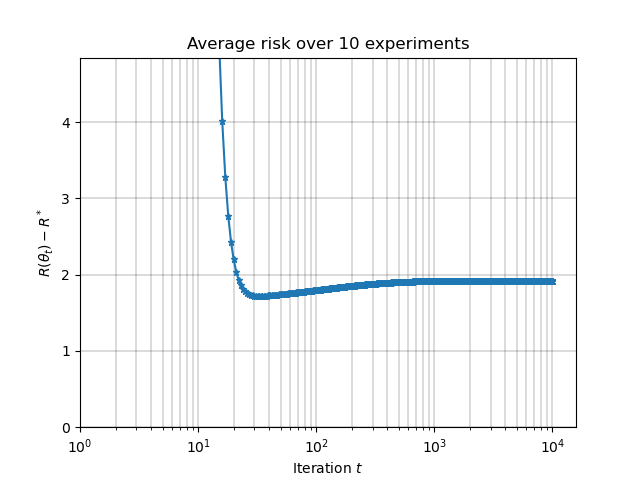 Average risk over 10 experiments
R(θ_t) − R^*
4
3
2
1
0
10^0 10^1 10^2 10^3 10^4
Iteration t